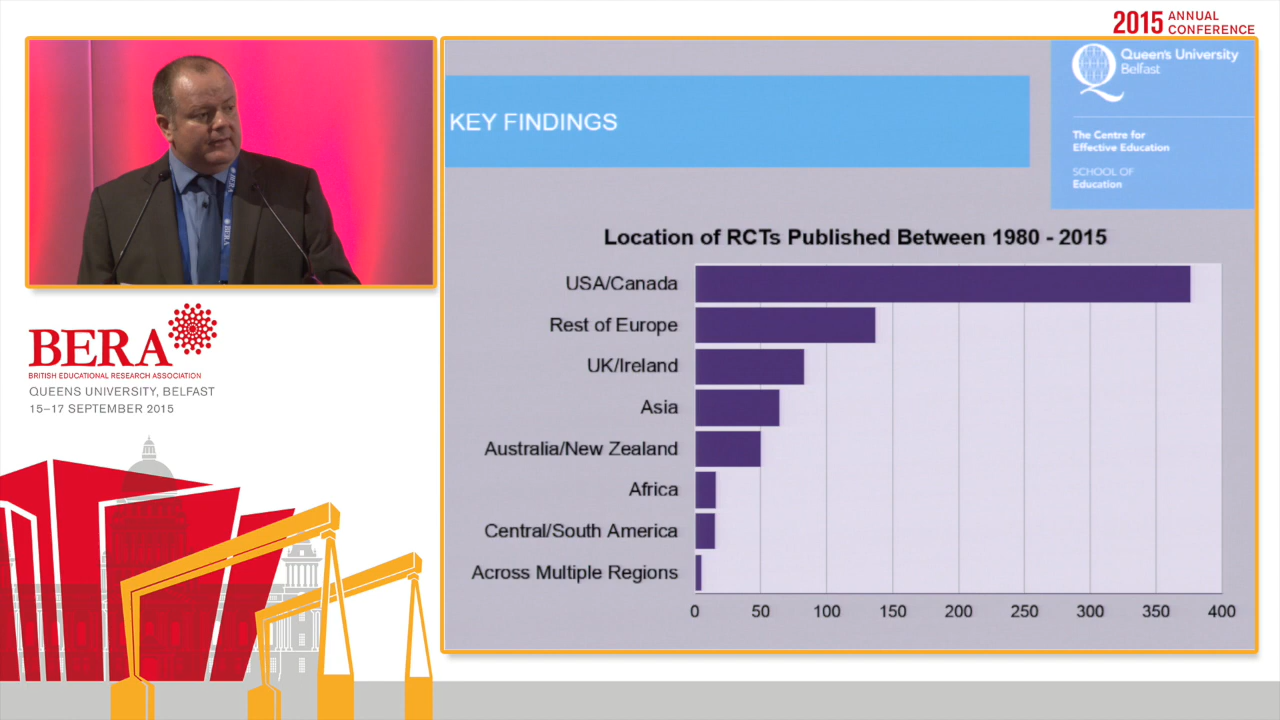 2015 ANNUAL
CONFERENCE
BERA
BERA
KEY FINDINGS
Queen's University
Belfast
The Centre for
Effective Education
SCHOOL OF
Education
Location of RCTs Published Between 1980 - 2015
USA/Canada
Rest of Europe
UK/Ireland
Asia
Australia/New Zealand
Africa
Central/South America
Across Multiple Regions
0 50 100 150 200 250 300 350 400
BERA
BRITISH EDUCATIONAL RESEARCH ASSOCIATION
QUEENS UNIVERSITY, BELFAST
15–17 SEPTEMBER 2015